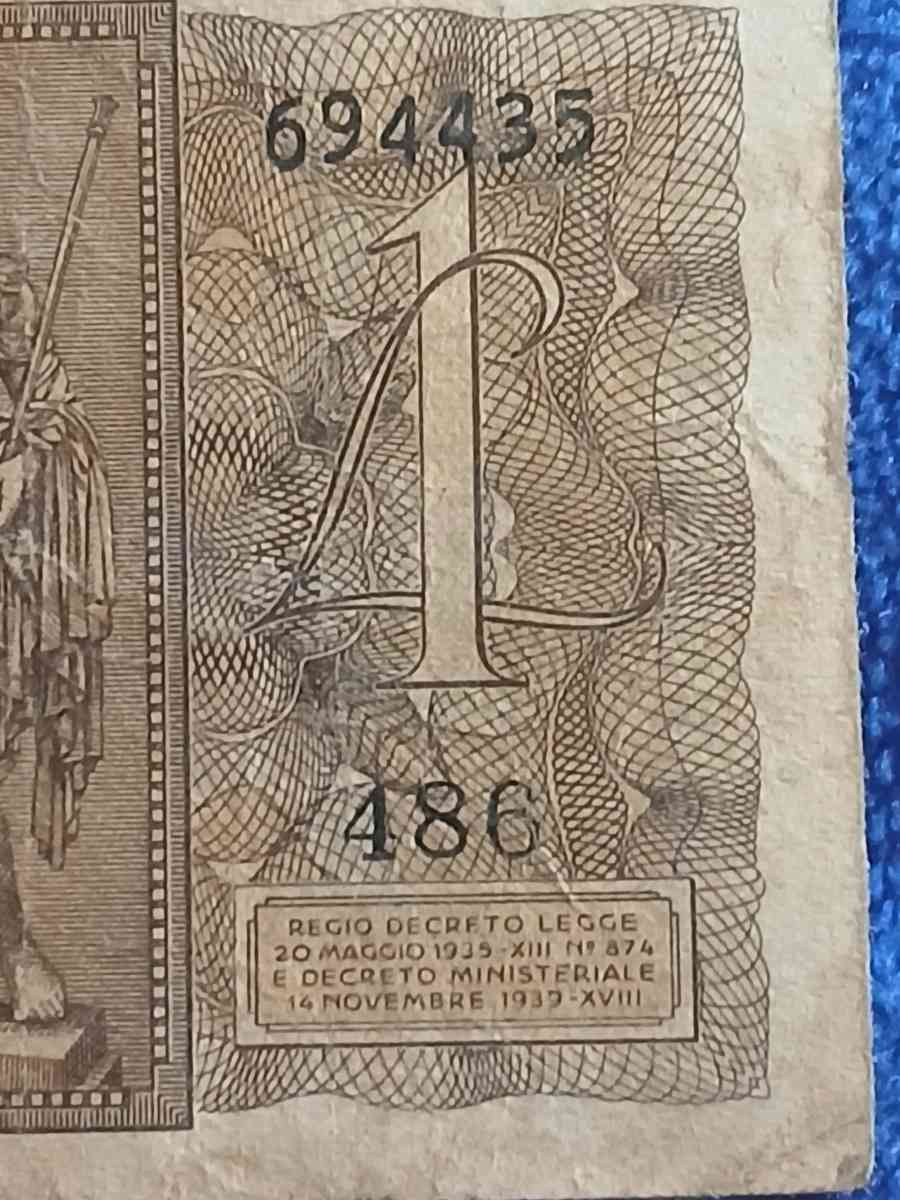 694435
1
L
486
REGIO DECRETO LEGGE
20 MAGGIO 1935-XIII Nº 874
E DECRETO MINISTERIALE
14 NOVEMBRE 1939-XVIII